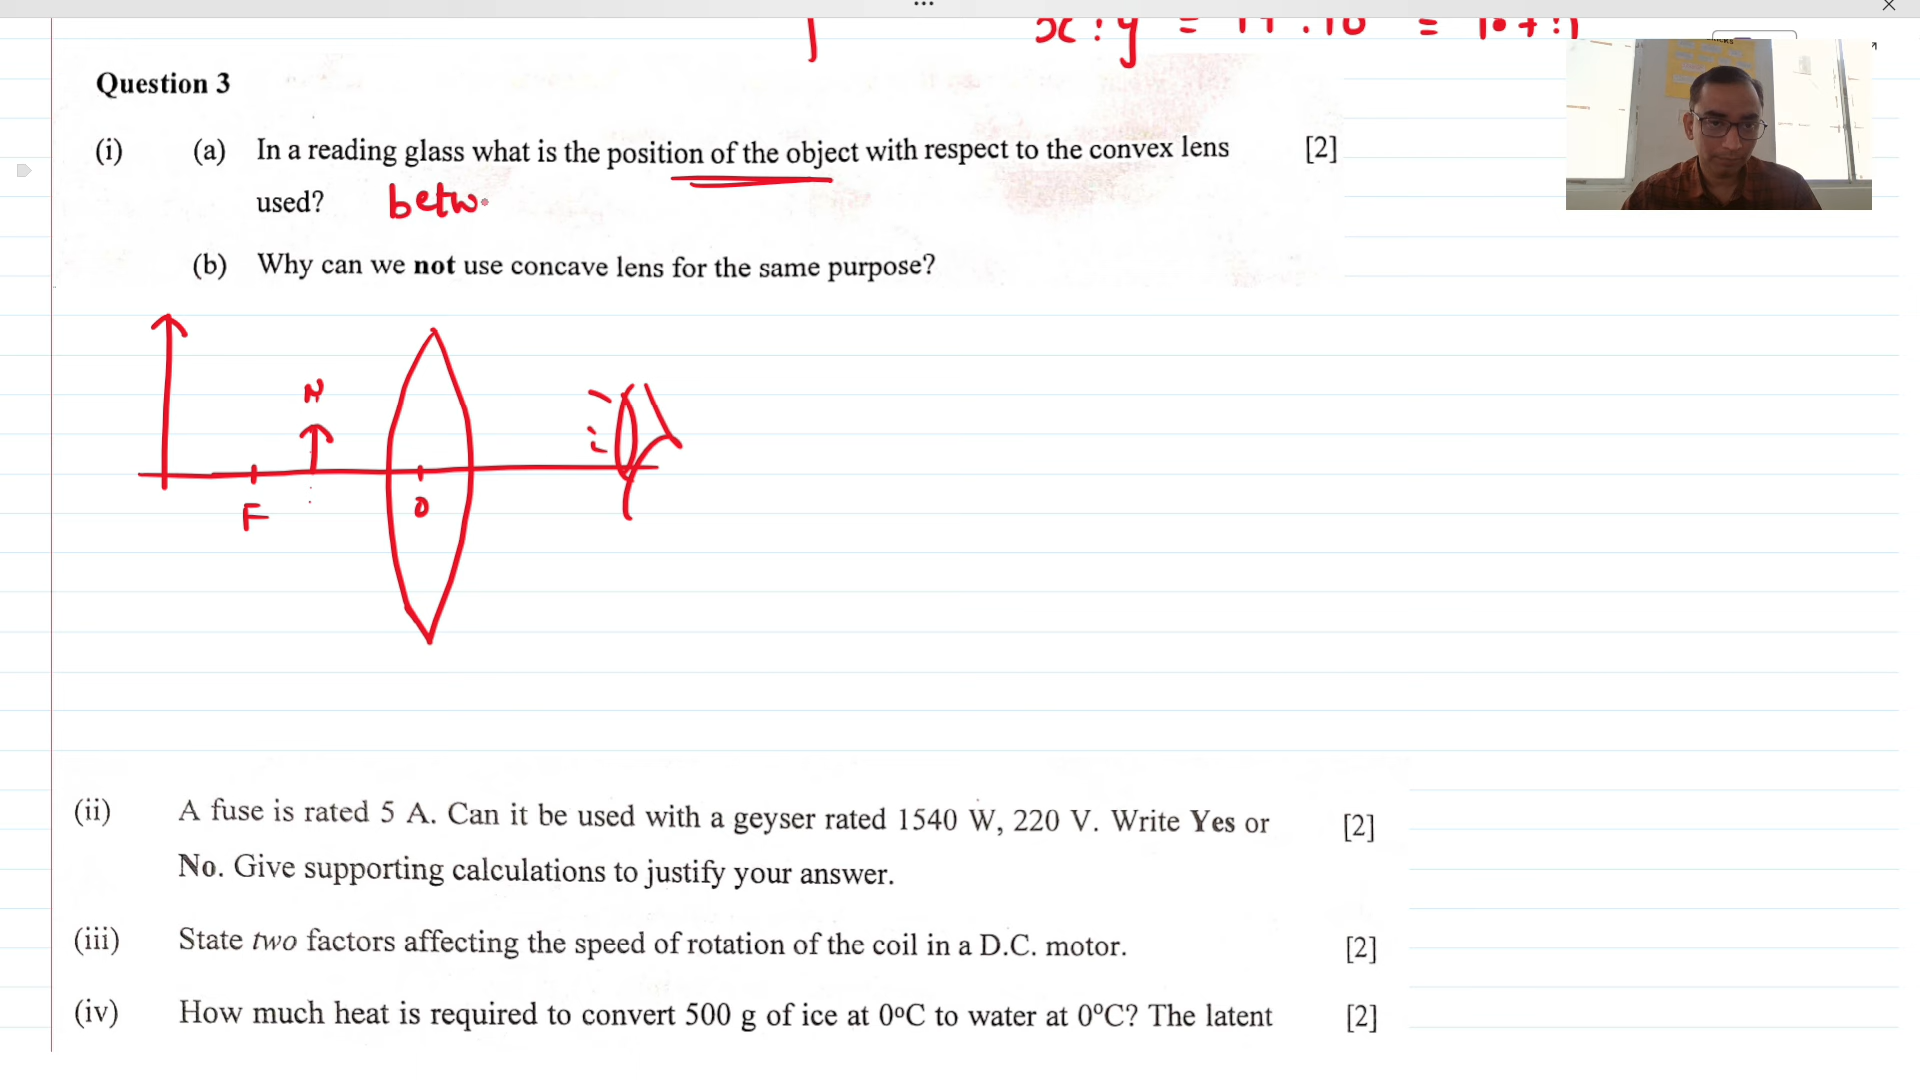 x : y =
Question 3
(i) (a) In a reading glass what is the position of the object with respect to the convex lens [2]
used? betw
(b) Why can we not use concave lens for the same purpose?
N
F O
(ii) A fuse is rated 5 A. Can it be used with a geyser rated 1540 W, 220 V. Write Yes or [2]
No. Give supporting calculations to justify your answer.
(iii) State two factors affecting the speed of rotation of the coil in a D.C. motor. [2]
(iv) How much heat is required to convert 500 g of ice at 0°C to water at 0°C? The latent [2]